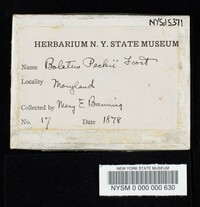 NYSd5371
HERBARIUM N. Y. STATE MUSEUM
Name Boletus Peckii Frost
Locality Maryland
Collected by Mary E Banning
No. 17 Date 1878
NEW YORK STATE MUSEUM
NYSM 0 000 000 630